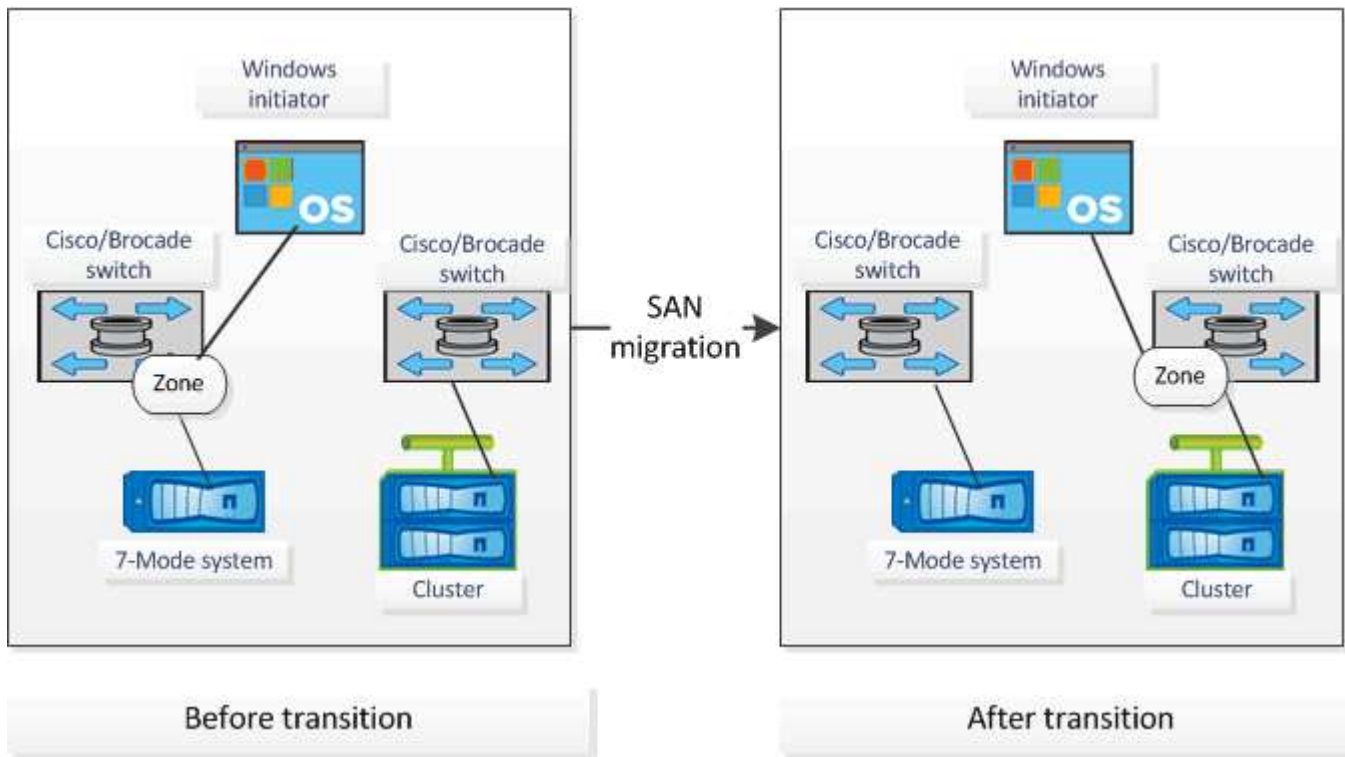 Windows
initiator
OS
Cisco/Brocade
switch
Cisco/Brocade
switch
Zone
n
7-Mode system
n
n
Cluster
SAN
migration
Windows
initiator
OS
Cisco/Brocade
switch
Cisco/Brocade
switch
Zone
n
7-Mode system
n
n
Cluster
Before transition
After transition